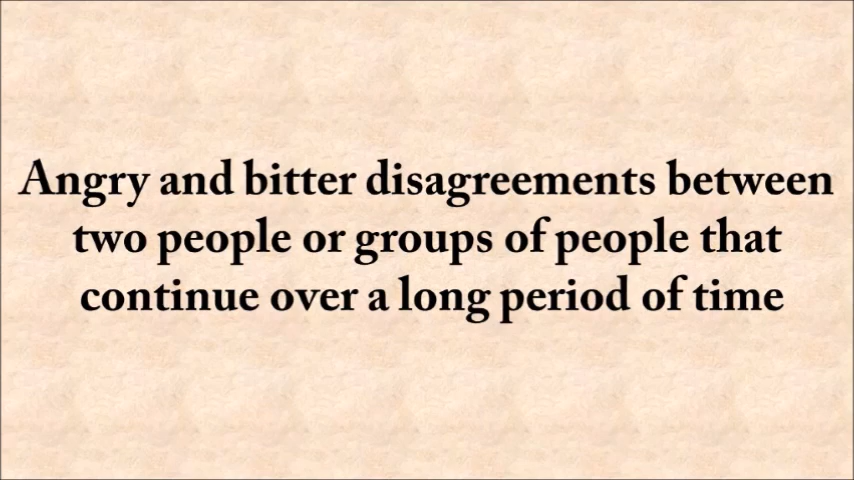 Angry and bitter disagreements between
two people or groups of people that
continue over a long period of time